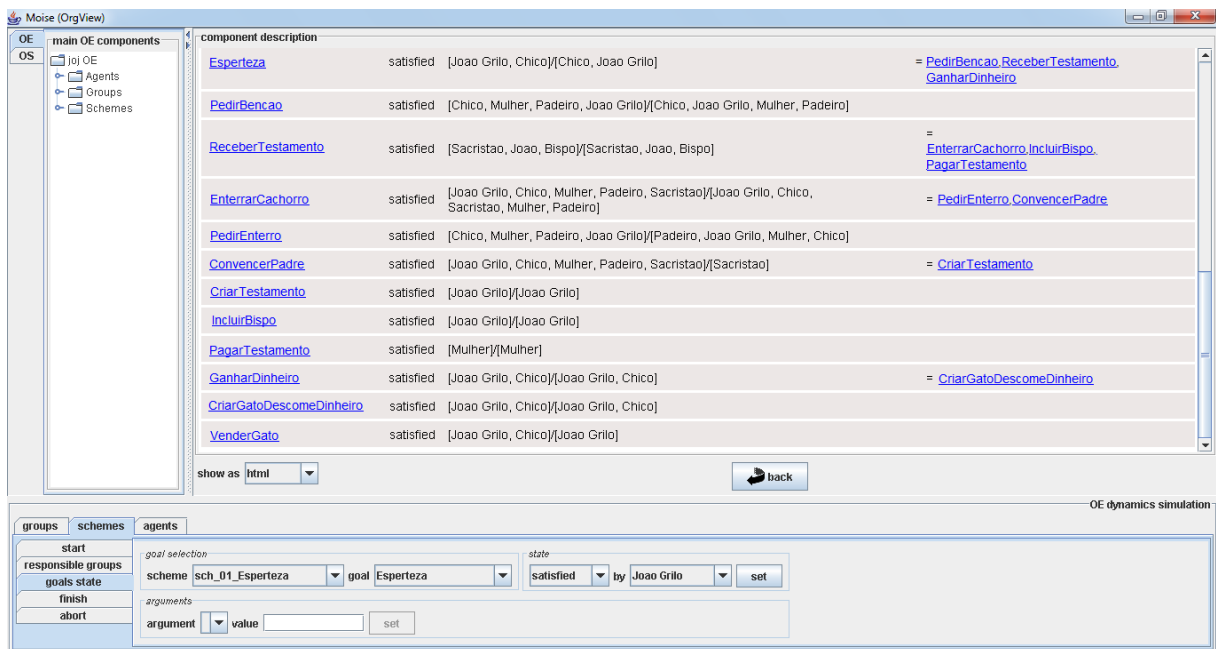 Moise (OrgView)
OE
OS
main OE components
joj OE
Agents
Groups
Schemes
component description
Esperteza satisfied [Joao Grilo, Chico]/[Chico, Joao Grilo] = PedirBencao,ReceberTestamento,
GanharDinheiro
PedirBencao satisfied [Chico, Mulher, Padeiro, Joao Grilo]/[Chico, Joao Grilo, Mulher, Padeiro]
=
ReceberTestamento satisfied [Sacristao, Joao, Bispo]/[Sacristao, Joao, Bispo] EnterrarCachorro,IncluirBispo,
PagarTestamento
EnterrarCachorro satisfied [Joao Grilo, Chico, Mulher, Padeiro, Sacristao]/[Joao Grilo, Chico,
Sacristao, Mulher, Padeiro] = PedirEnterro,ConvencerPadre
PedirEnterro satisfied [Chico, Mulher, Padeiro, Joao Grilo]/[Padeiro, Joao Grilo, Mulher, Chico]
ConvencerPadre satisfied [Joao Grilo, Chico, Mulher, Padeiro, Sacristao]/[Sacristao] = CriarTestamento
CriarTestamento satisfied [Joao Grilo]/[Joao Grilo]
IncluirBispo satisfied [Joao Grilo]/[Joao Grilo]
PagarTestamento satisfied [Mulher]/[Mulher]
GanharDinheiro satisfied [Joao Grilo, Chico]/[Joao Grilo, Chico] = CriarGatoDescomeDinheiro
CriarGatoDescomeDinheiro satisfied [Joao Grilo, Chico]/[Joao Grilo, Chico]
VenderGato satisfied [Joao Grilo, Chico]/[Joao Grilo]
show as html back
OE dynamics simulation
groups schemes agents
start
responsible groups
goals state
finish
abort
goal selection
scheme sch_01_Esperteza goal Esperteza
state
satisfied by Joao Grilo set
arguments
argument value set